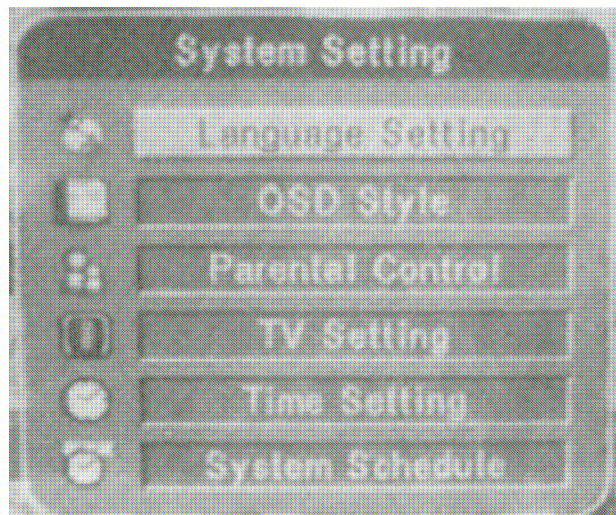 System Setting
Language Setting
OSD Style
Parental Control
TV Setting
Time Setting
System Schedule